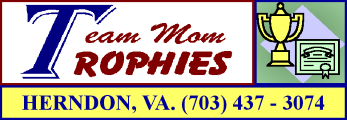 Team Mom
TROPHIES
HERNDON, VA. (703) 437 - 3074